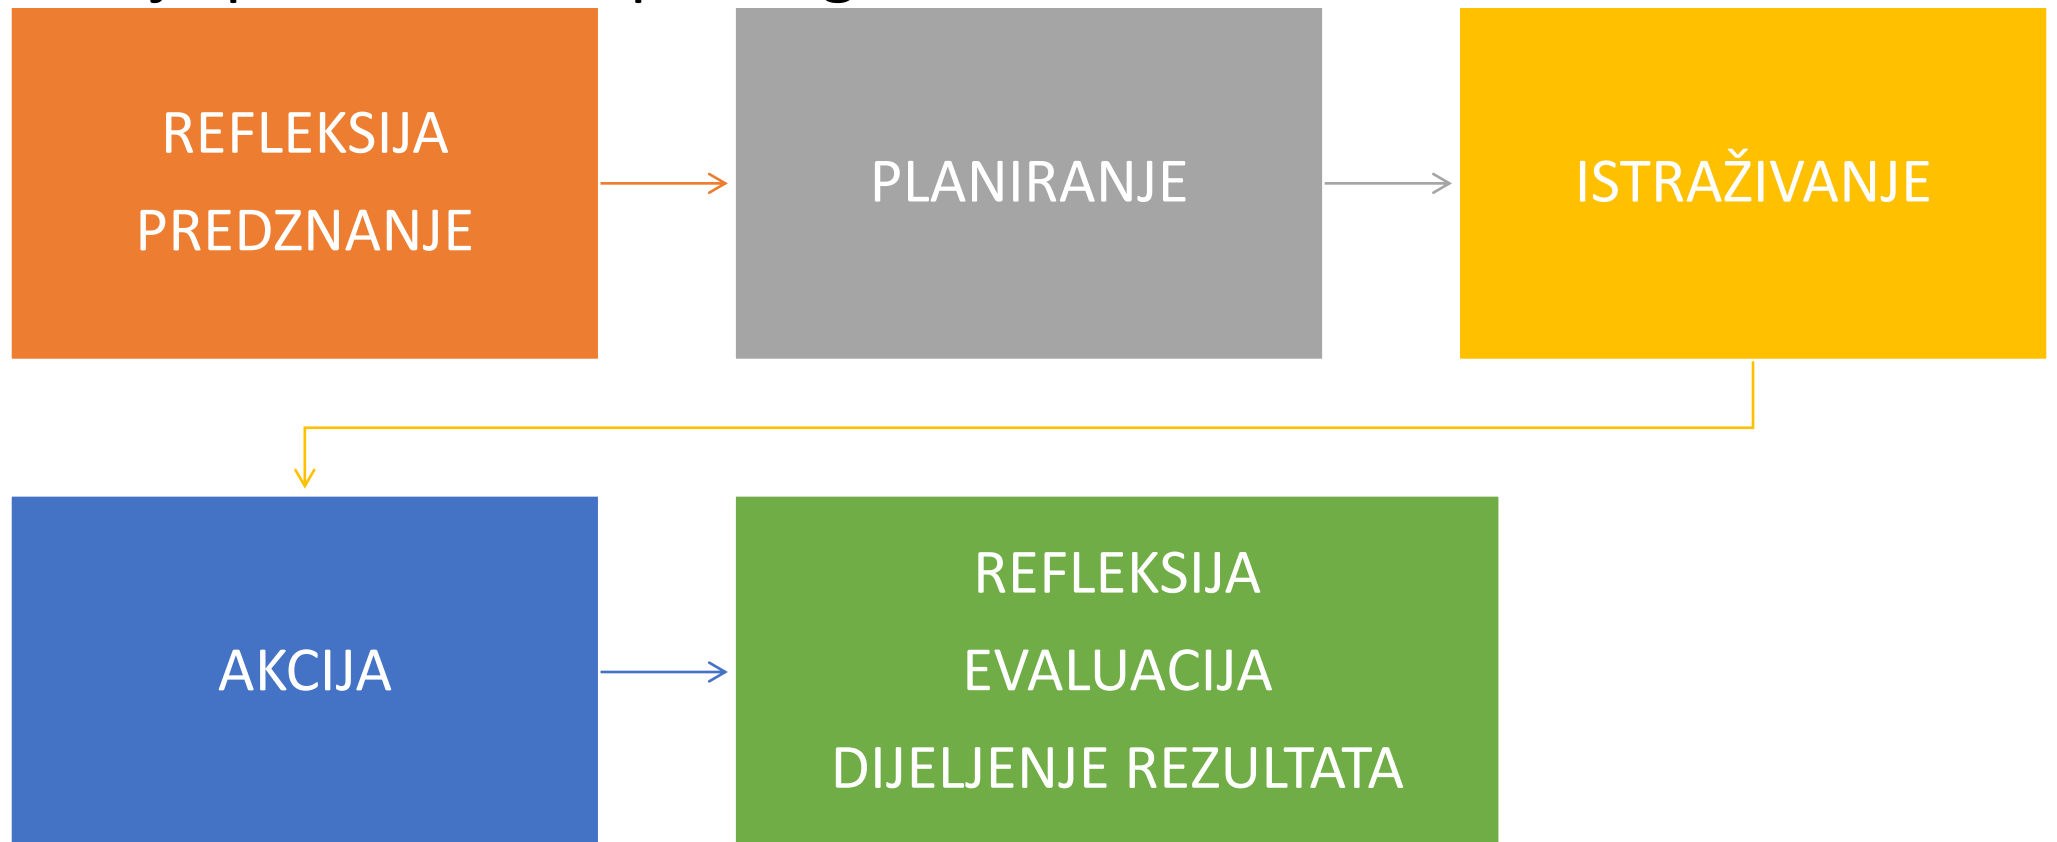 REFLEKSIJA
PREDZNANJE
PLANIRANJE
ISTRAŽIVANJE
AKCIJA
REFLEKSIJA
EVALUACIJA
DIJELJENJE REZULTATA